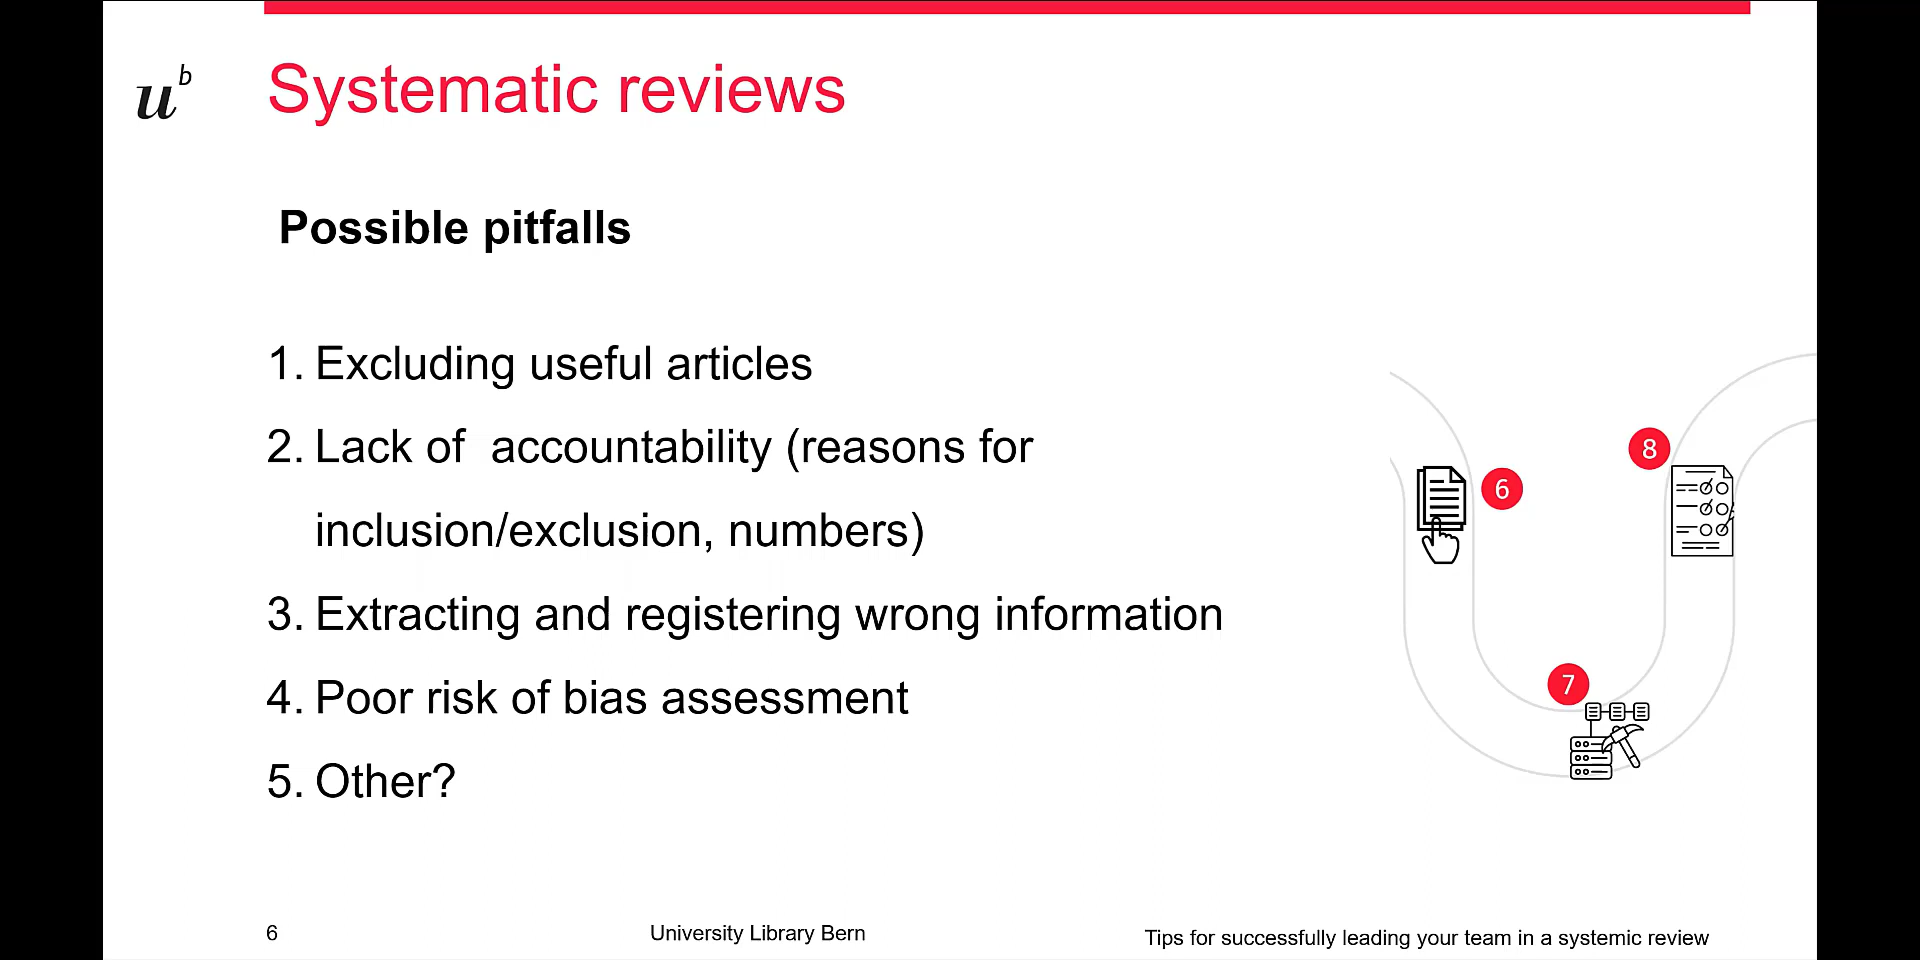 u b
Systematic reviews
Possible pitfalls
1. Excluding useful articles
2. Lack of  accountability (reasons for
inclusion/exclusion, numbers)
3. Extracting and registering wrong information
4. Poor risk of bias assessment
5. Other?
6
8
7
6
University Library Bern
Tips for successfully leading your team in a systemic review